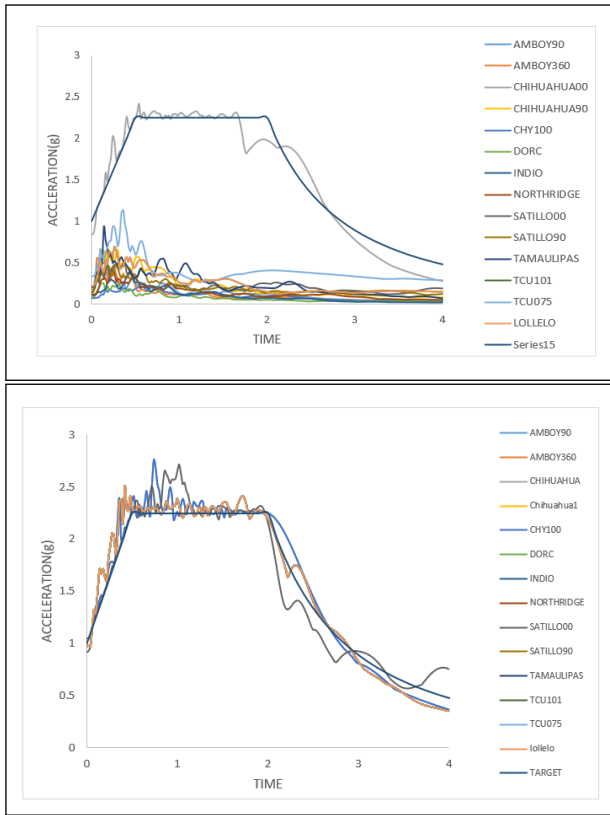 3
2.5
2
1.5
1
0.5
0
0
1
2
3
4
ACCLERATION(g)
TIME
AMBOY90
AMBOY360
CHIHUAHUA00
CHIHUAHUA90
CHY100
DORC
INDIO
NORTHRIDGE
SATILLO00
SATILLO90
TAMAULIPAS
TCU101
TCU075
LOLLELO
Series15
3
2.5
2
1.5
1
0.5
0
0
1
2
3
4
ACCELERATION(g)
TIME
AMBOY90
AMBOY360
CHIHUAHUA
Chihuahua1
CHY100
DORC
INDIO
NORTHRIDGE
SATILLO00
SATILLO90
TAMAULIPAS
TCU101
TCU075
lollelo
TARGET